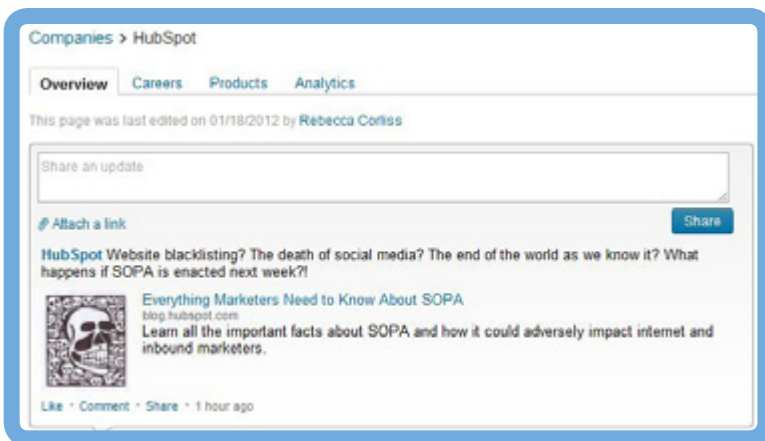 Companies > HubSpot
Overview Careers Products Analytics
This page was last edited on 01/18/2012 by Rebecca Corliss
Share an update
Attach a link
Share
HubSpot Website blacklisting? The death of social media? The end of the world as we know it? What
happens if SOPA is enacted next week?!
Everything Marketers Need to Know About SOPA
blog.hubspot.com
Learn all the important facts about SOPA and how it could adversely impact internet and
inbound marketers.
Like · Comment · Share · 1 hour ago